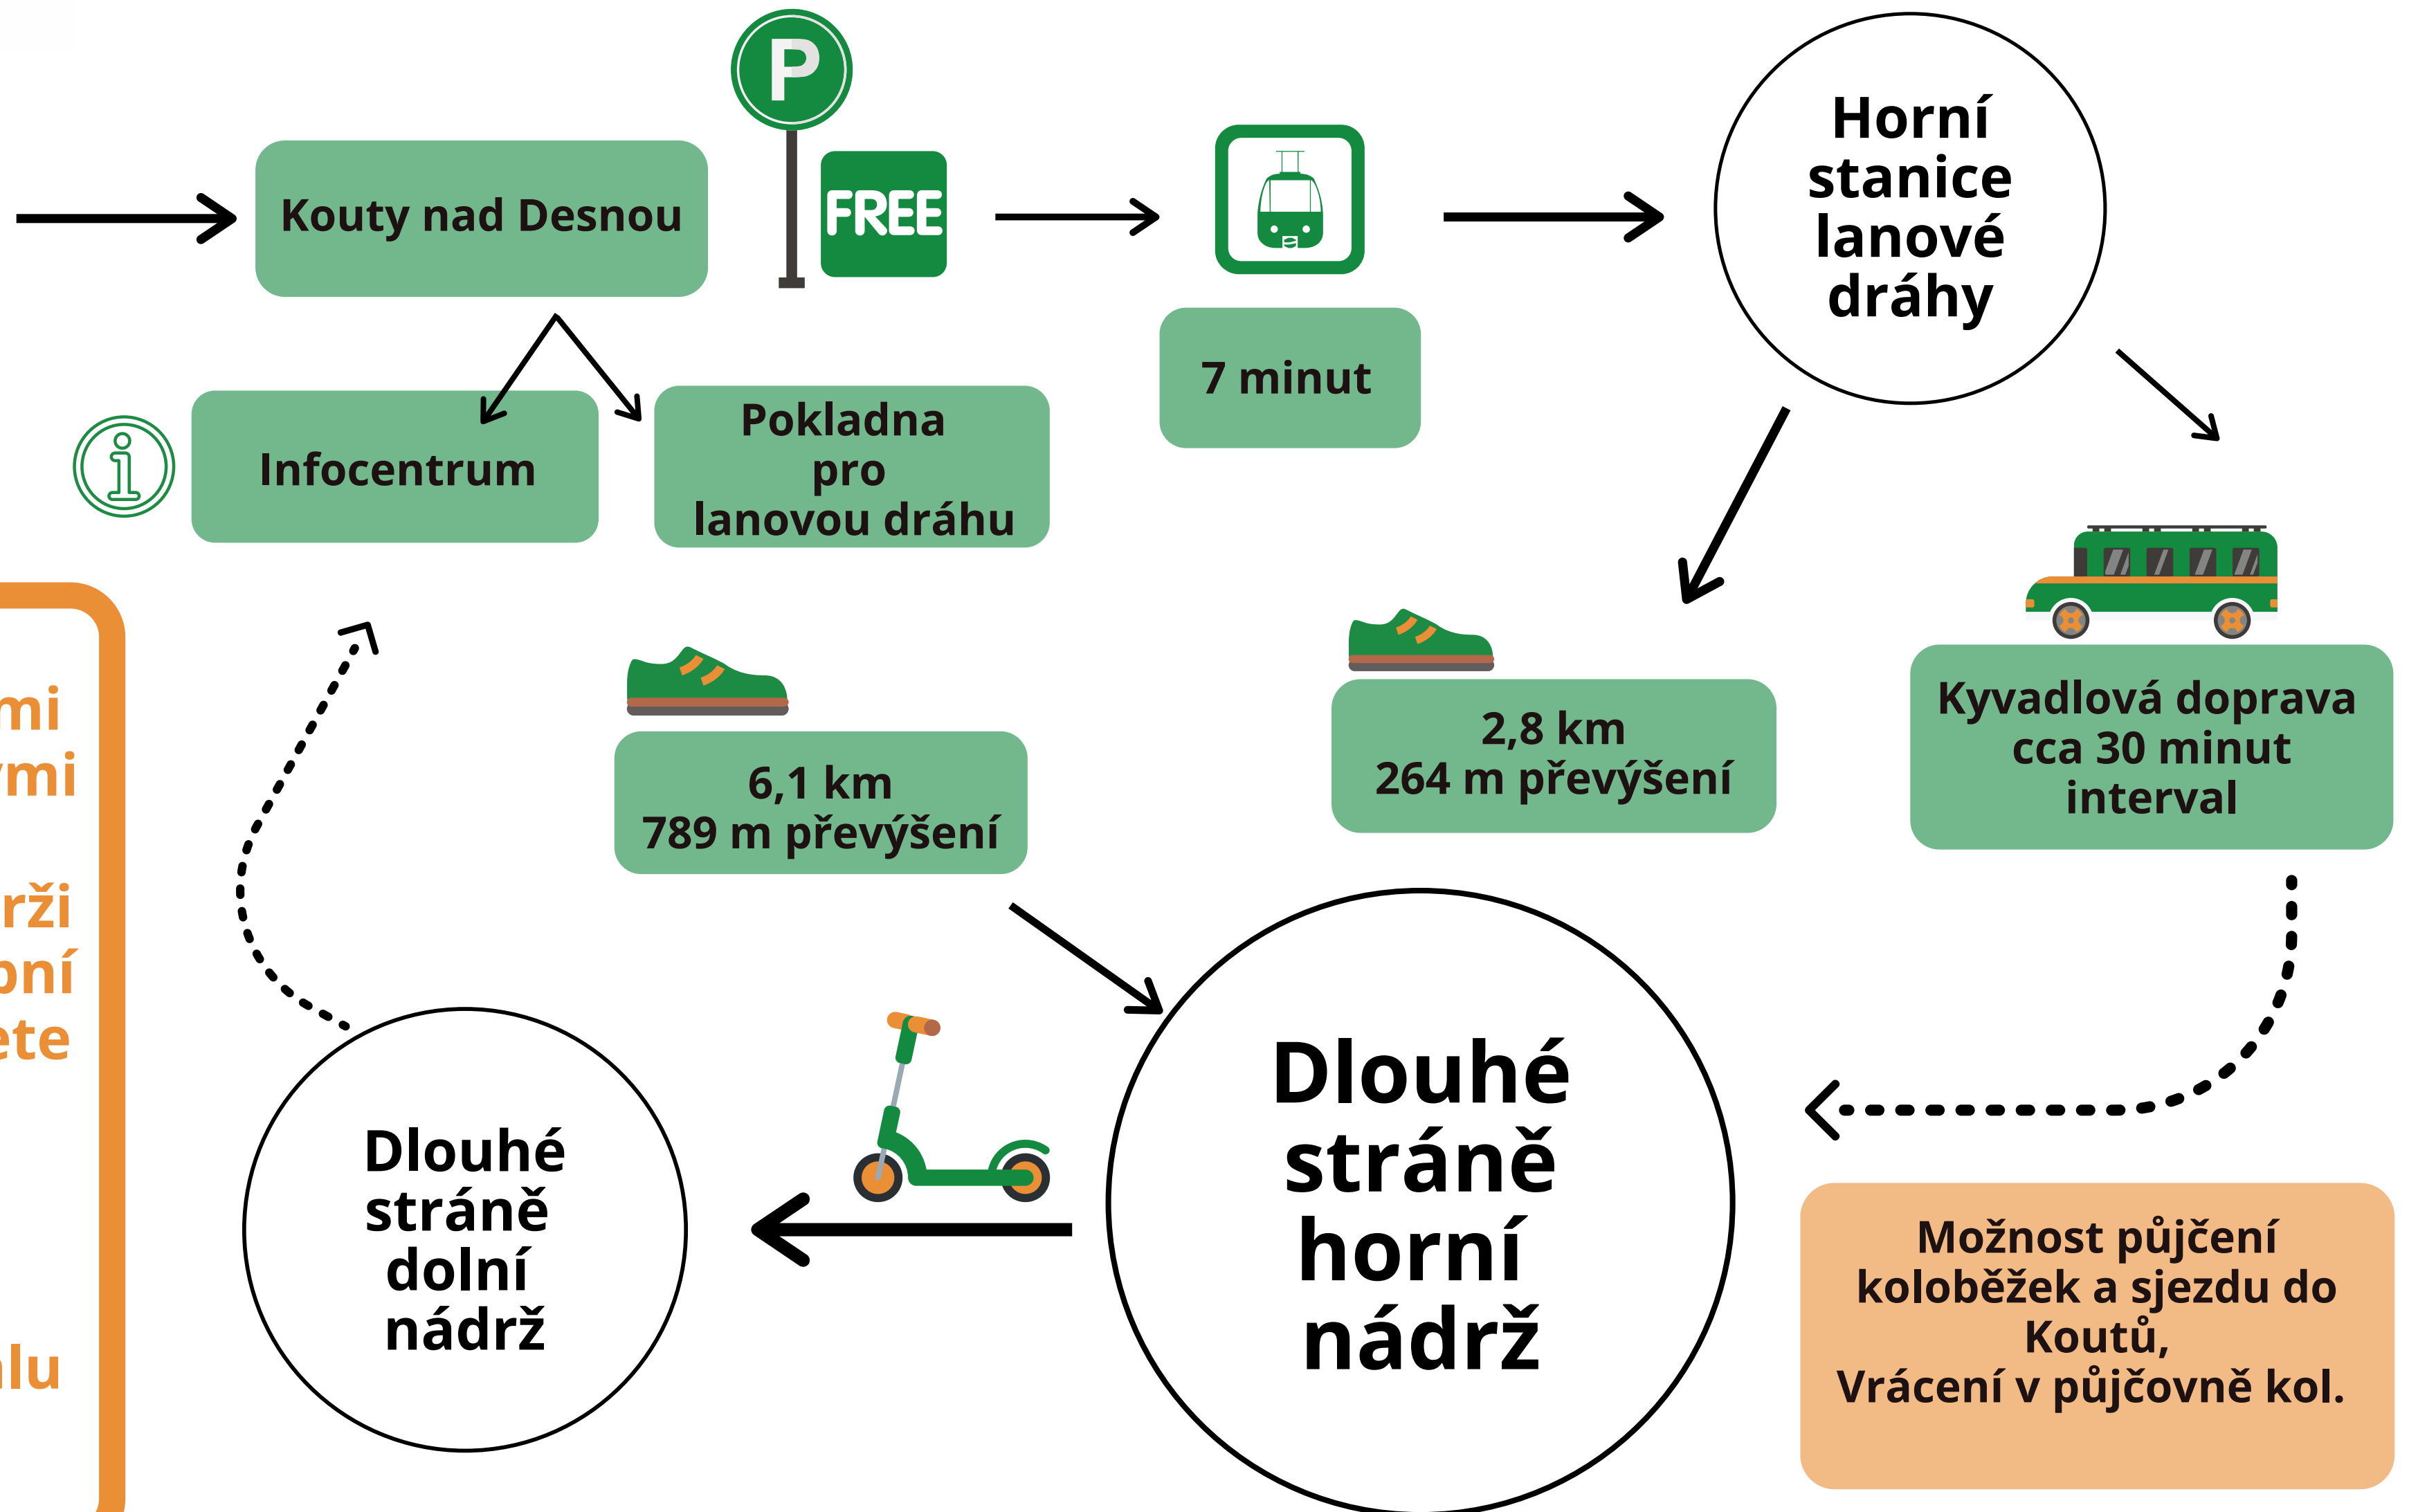 P
FREE
Kouty nad Desnou
Horní
stanice
lanové
dráhy
7 minut
Infocentrum
Pokladna
pro
lanovou dráhu
6,1 km
789 m převýšení
2,8 km
264 m převýšení
Kyvadlová doprava
cca 30 minut
interval
Dlouhé
stráně
horní
nádrž
Dlouhé
stráně
dolní
nádrž
Možnost půjčení
koloběžek a sjezdu do
Koutů,
Vrácení v půjčovně kol.